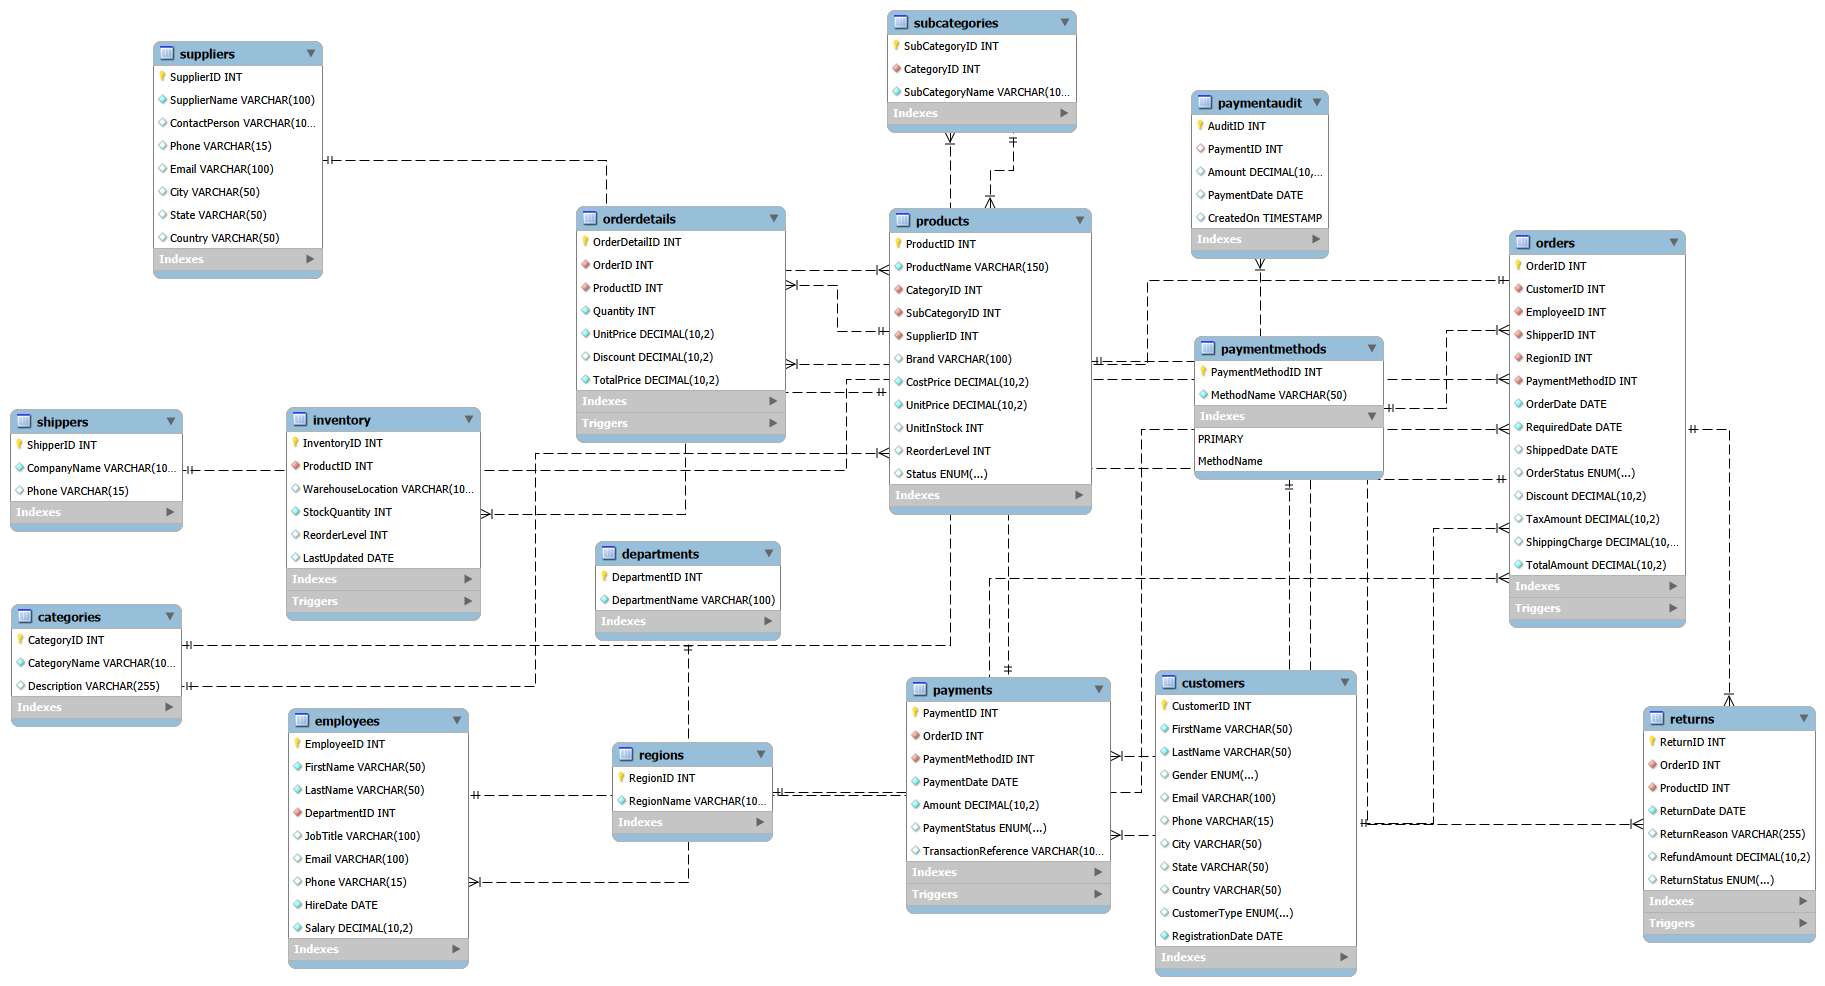 suppliers
SupplierID INT
SupplierName VARCHAR(100)
ContactPerson VARCHAR(10...
Phone VARCHAR(15)
Email VARCHAR(100)
City VARCHAR(50)
State VARCHAR(50)
Country VARCHAR(50)
Indexes
subcategories
SubCategoryID INT
CategoryID INT
SubCategoryName VARCHAR(10...
Indexes
paymentaudit
AuditID INT
PaymentID INT
Amount DECIMAL(10,...
PaymentDate DATE
CreatedOn TIMESTAMP
Indexes
orderdetails
OrderDetailID INT
OrderID INT
ProductID INT
Quantity INT
UnitPrice DECIMAL(10,2)
Discount DECIMAL(10,2)
TotalPrice DECIMAL(10,2)
Indexes
Triggers
products
ProductID INT
ProductName VARCHAR(150)
CategoryID INT
SubCategoryID INT
SupplierID INT
Brand VARCHAR(100)
CostPrice DECIMAL(10,2)
UnitPrice DECIMAL(10,2)
UnitInStock INT
ReorderLevel INT
Status ENUM(...)
Indexes
orders
OrderID INT
CustomerID INT
EmployeeID INT
ShipperID INT
RegionID INT
PaymentMethodID INT
OrderDate DATE
RequiredDate DATE
ShippedDate DATE
OrderStatus ENUM(...)
Discount DECIMAL(10,2)
TaxAmount DECIMAL(10,2)
ShippingCharge DECIMAL(10,...
TotalAmount DECIMAL(10,2)
Indexes
Triggers
paymentmethods
PaymentMethodID INT
MethodName VARCHAR(50)
Indexes
PRIMARY
MethodName
shippers
ShipperID INT
CompanyName VARCHAR(10...
Phone VARCHAR(15)
Indexes
inventory
InventoryID INT
ProductID INT
WarehouseLocation VARCHAR(10...
StockQuantity INT
ReorderLevel INT
LastUpdated DATE
Indexes
Triggers
departments
DepartmentID INT
DepartmentName VARCHAR(100)
Indexes
categories
CategoryID INT
CategoryName VARCHAR(10...
Description VARCHAR(255)
Indexes
employees
EmployeeID INT
FirstName VARCHAR(50)
LastName VARCHAR(50)
DepartmentID INT
JobTitle VARCHAR(100)
Email VARCHAR(100)
Phone VARCHAR(15)
HireDate DATE
Salary DECIMAL(10,2)
Indexes
regions
RegionID INT
RegionName VARCHAR(10...
Indexes
payments
PaymentID INT
OrderID INT
PaymentMethodID INT
PaymentDate DATE
Amount DECIMAL(10,2)
PaymentStatus ENUM(...)
TransactionReference VARCHAR(10...
Indexes
Triggers
customers
CustomerID INT
FirstName VARCHAR(50)
LastName VARCHAR(50)
Gender ENUM(...)
Email VARCHAR(100)
Phone VARCHAR(15)
City VARCHAR(50)
State VARCHAR(50)
Country VARCHAR(50)
CustomerType ENUM(...)
RegistrationDate DATE
Indexes
returns
ReturnID INT
OrderID INT
ProductID INT
ReturnDate DATE
ReturnReason VARCHAR(255)
RefundAmount DECIMAL(10,2)
ReturnStatus ENUM(...)
Indexes
Triggers